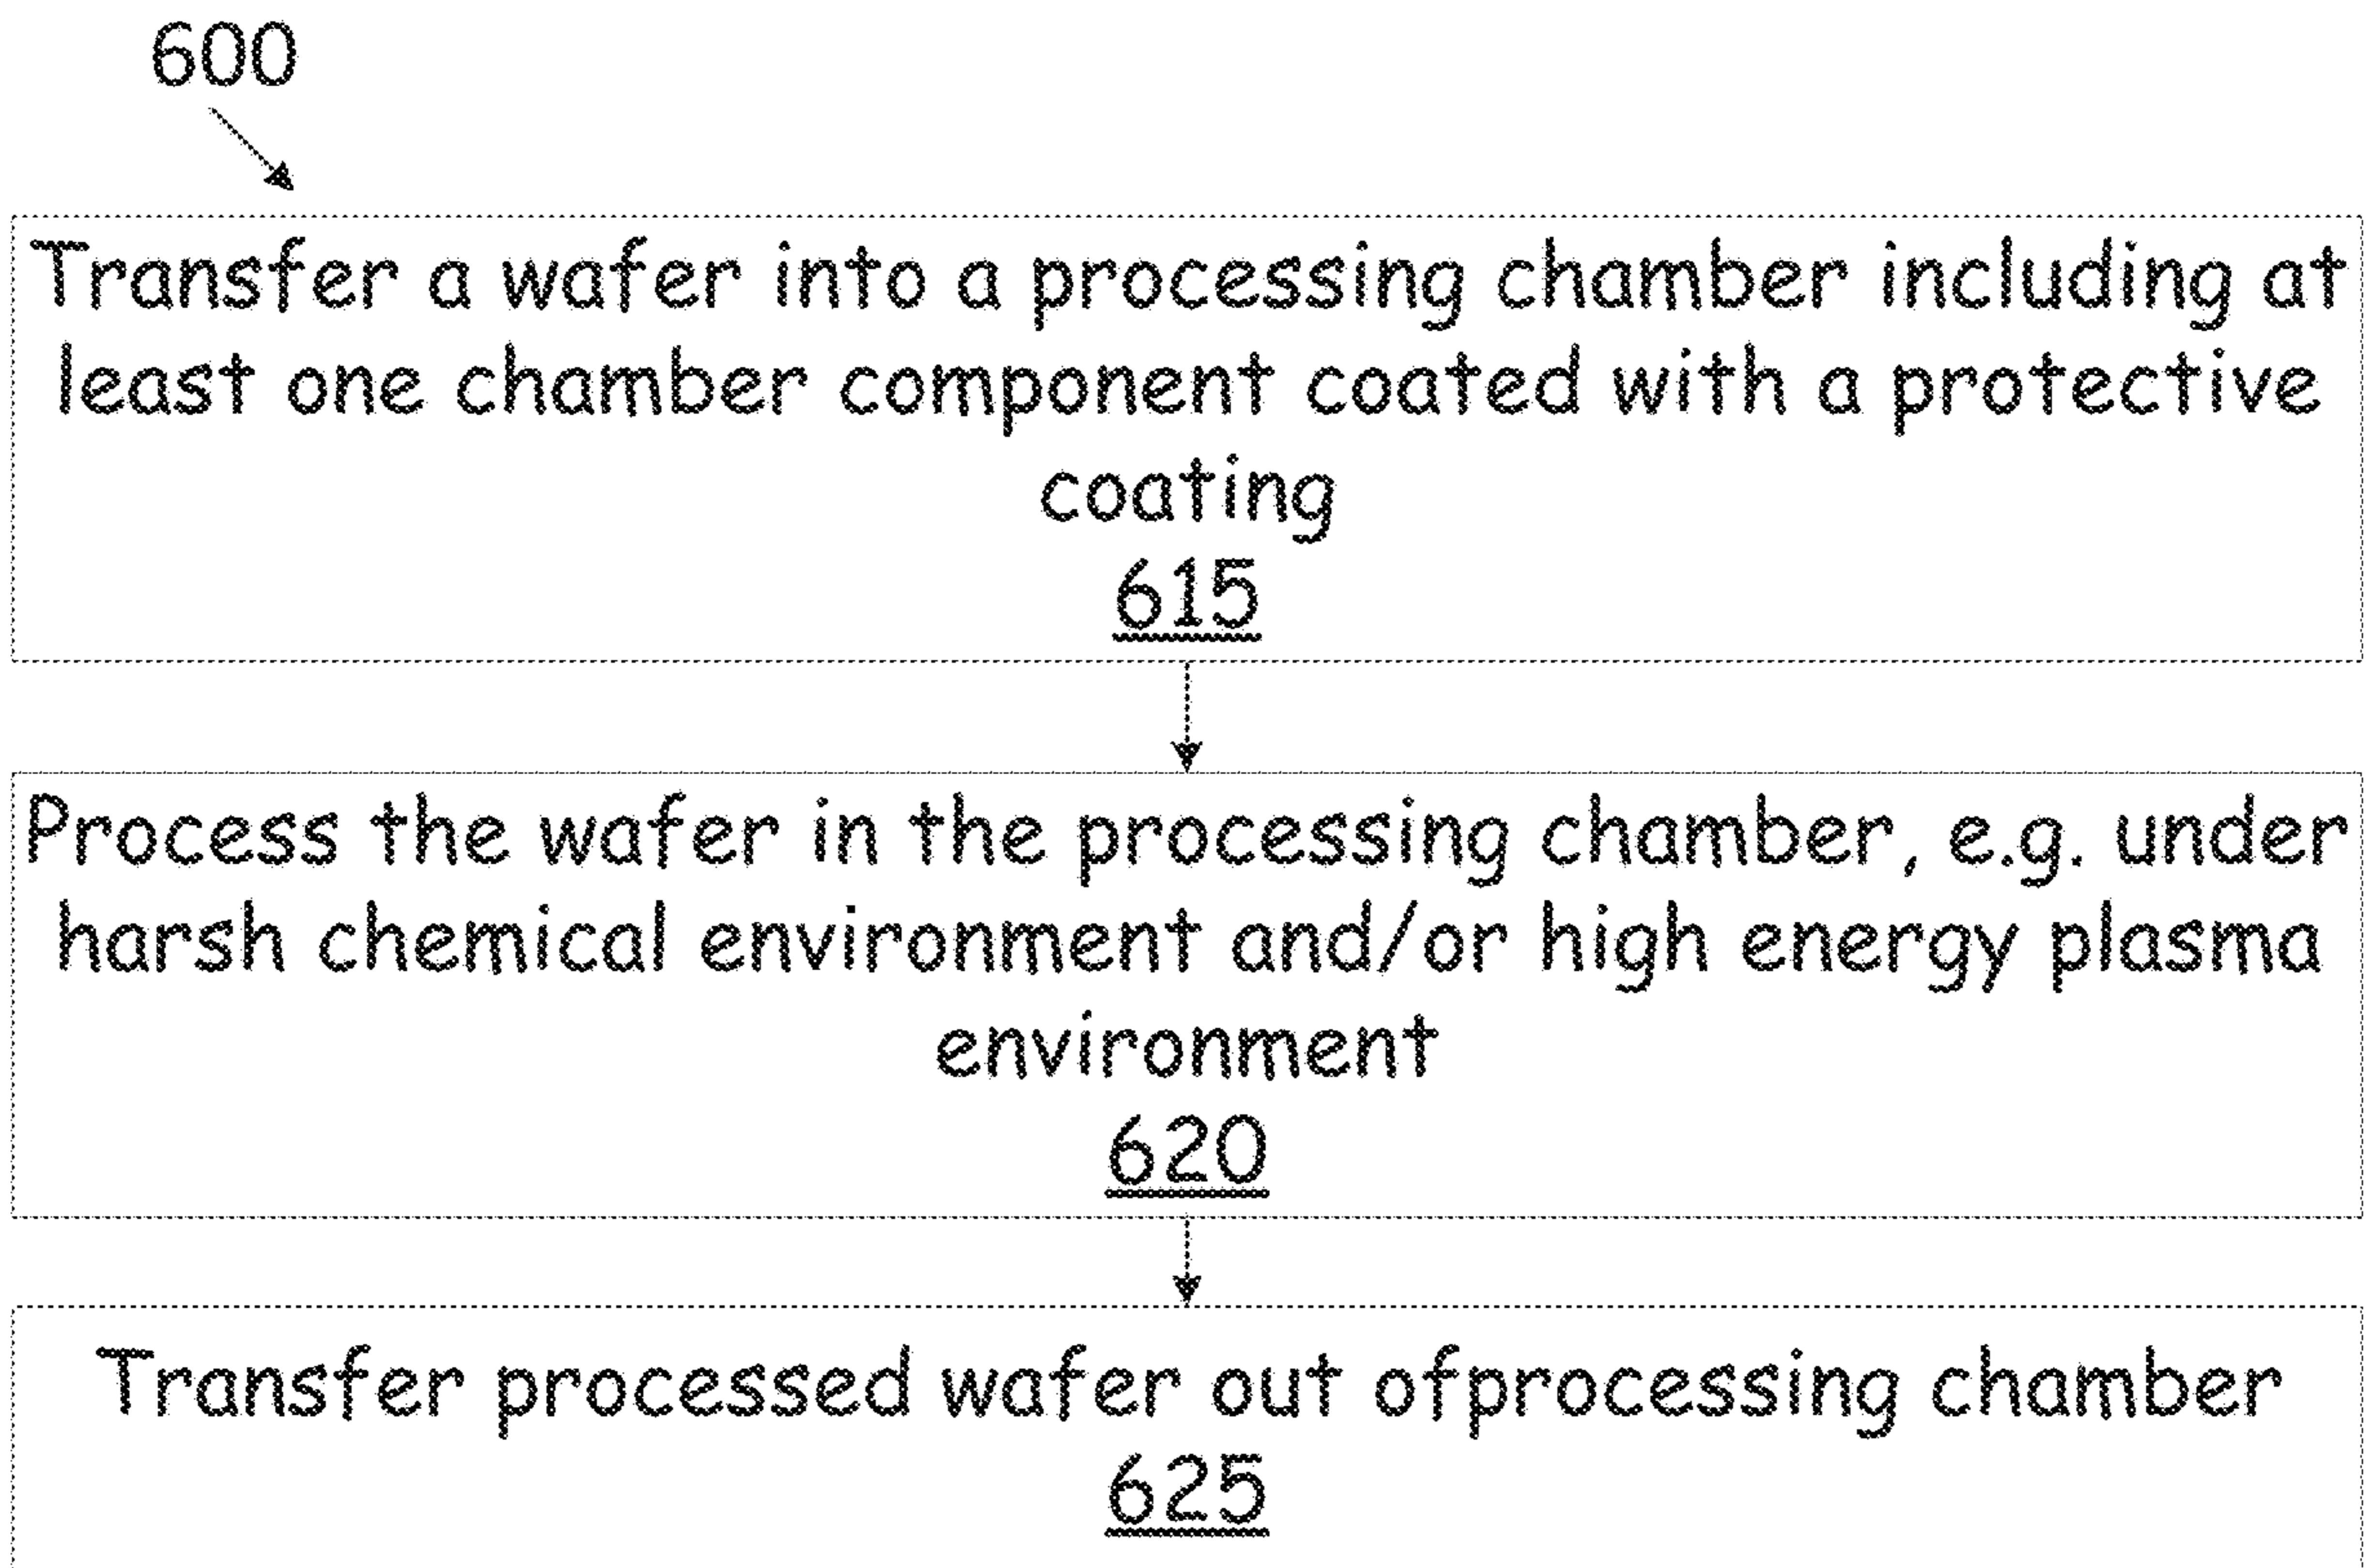 600
Transfer a wafer into a processing chamber including at
least one chamber component coated with a protective
coating
615
Process the wafer in the processing chamber, e.g. under
harsh chemical environment and/or high energy plasma
environment
620
Transfer processed wafer out ofprocessing chamber
625